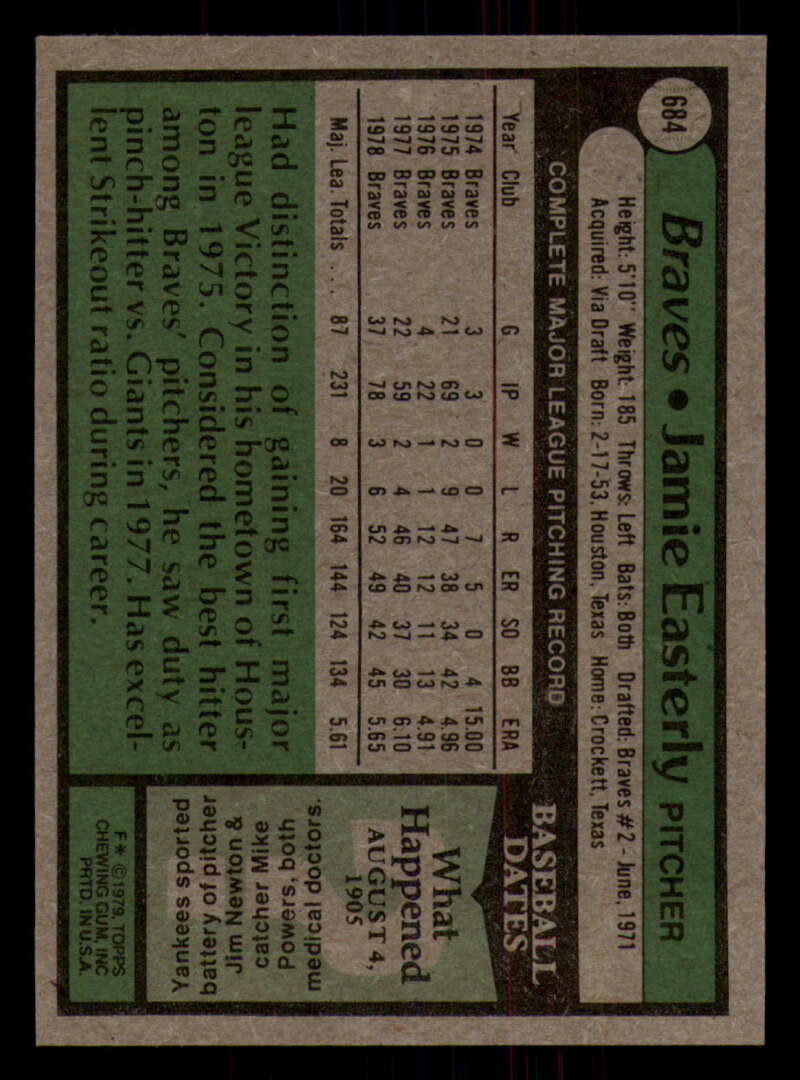 684
Braves • Jamie Easterly PITCHER
Height: 5'10" Weight: 185 Throws: Left Bats: Both Drafted: Braves #2 - June, 1971
Acquired: Via Draft Born: 2-17-53, Houston, Texas Home: Crockett, Texas
COMPLETE MAJOR LEAGUE PITCHING RECORD
Year Club G IP W L R ER SO BB ERA
1974 Braves 3 3 0 0 7 5 0 4 15.00
1975 Braves 21 69 2 9 47 38 34 42 4.96
1976 Braves 4 22 1 1 12 12 11 13 4.91
1977 Braves 22 59 2 4 46 40 37 30 6.10
1978 Braves 37 78 3 6 52 49 42 45 5.65
Maj. Lea. Totals . . . 87 231 8 20 164 144 124 134 5.61
Had distinction of gaining first major
league Victory in his hometown of Hous-
ton in 1975. Considered the best hitter
among Braves' pitchers, he saw duty as
pinch-hitter vs. Giants in 1977. Has excel-
lent Strikeout ratio during career.
BASEBALL
DATES
What
Happened
AUGUST 4,
1905
Yankees sported
battery of pitcher
Jim Newton &
catcher Mike
Powers, both
medical doctors.
F* ©1979, TOPPS
CHEWING GUM, INC
PRTD. IN U.S.A.